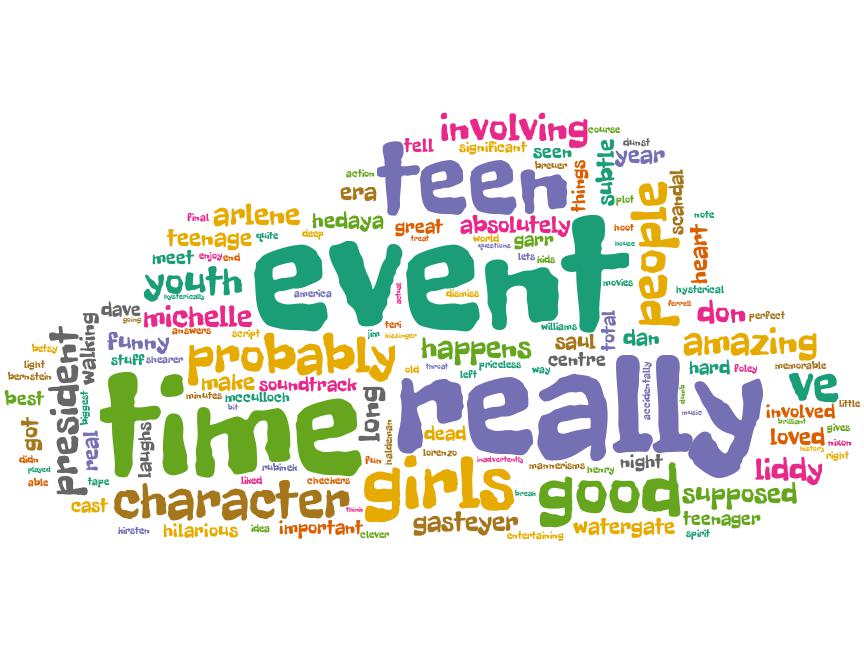 involving
course
tell
significant
seen
subtle
dunst
year
teen
action
era
breuer
things
plot
people
scandal
final
arlene
hedaya
great
absolutely
hoot
note
teenage
quite
deep
treat
world
garr
questions
house
heart
meet
enjoy
end
event
lets
kids
youth
hysterically
america
actual
dismiss
movies
hysterical
dave
going
michelle
ferrell
don
perfect
answers
script
jim
teri
kissinger
williams
total
president
walking
funny
probably
happens
saul
dan
amazing
betsy
stuff
shearer
centre
light
bernstein
make
soundtrack
old
threat
left
priceless
way
hard
foley
memorable
best
biggest
time
minutes
mcculloch
bit
long
really
accidentally
dumb
music
ve
little
involved
brilliant
gives
got
real
laughs
haldeman
dead
loved
nixon
history
right
didn
played
able
tape
rubinek
fun
lorenzo
inadvertently
mannerisms
henry
night
liddy
liked
checkers
girls
break
good
supposed
cast
character
think
teenager
kirsten
hilarious
idea
important
clever
gasteyer
entertaining
watergate
spirit